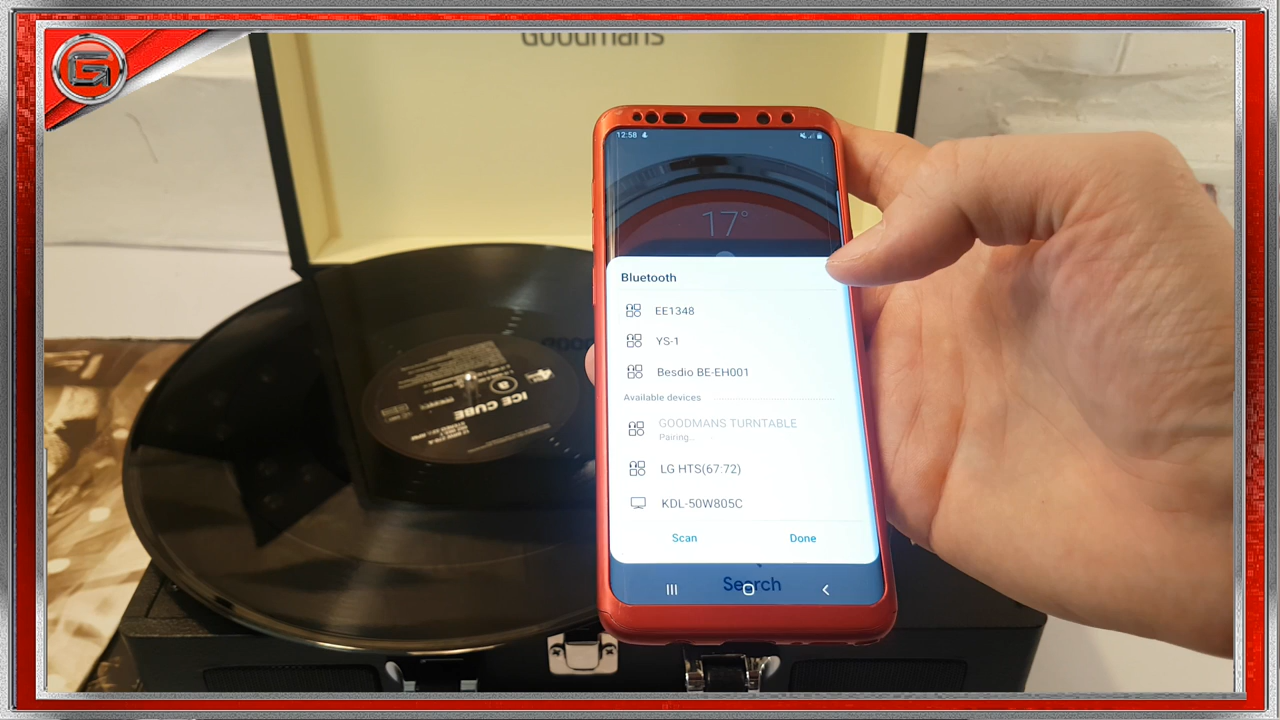 Goodmans
G
12:58
17°
Bluetooth
EE1348
YS-1
Besdio BE-EH001
Available devices
GOODMANS TURNTABLE
Pairing...
LG HTS(67:72)
KDL-50W805C
Scan
Done
Search
ICE CUBE